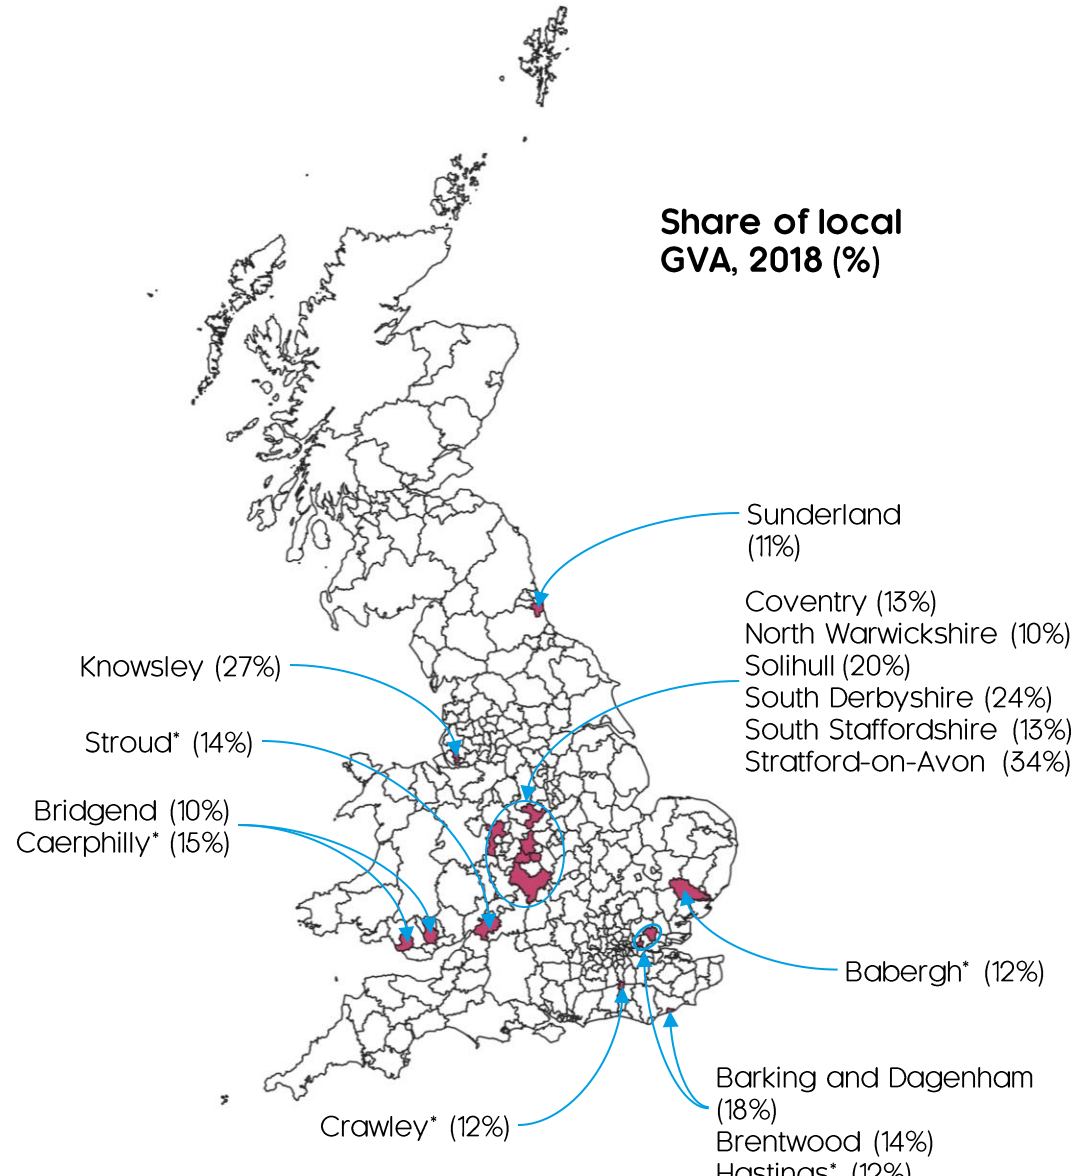 Share of local
GVA, 2018 (%)
Sunderland
(11%)
Coventry (13%)
North Warwickshire (10%)
Solihull (20%)
South Derbyshire (24%)
South Staffordshire (13%)
Stratford-on-Avon (34%)
Knowsley (27%)
Stroud* (14%)
Bridgend (10%)
Caerphilly* (15%)
Babergh* (12%)
Crawley* (12%)
Barking and Dagenham
(18%)
Brentwood (14%)
Hastings* (12%)